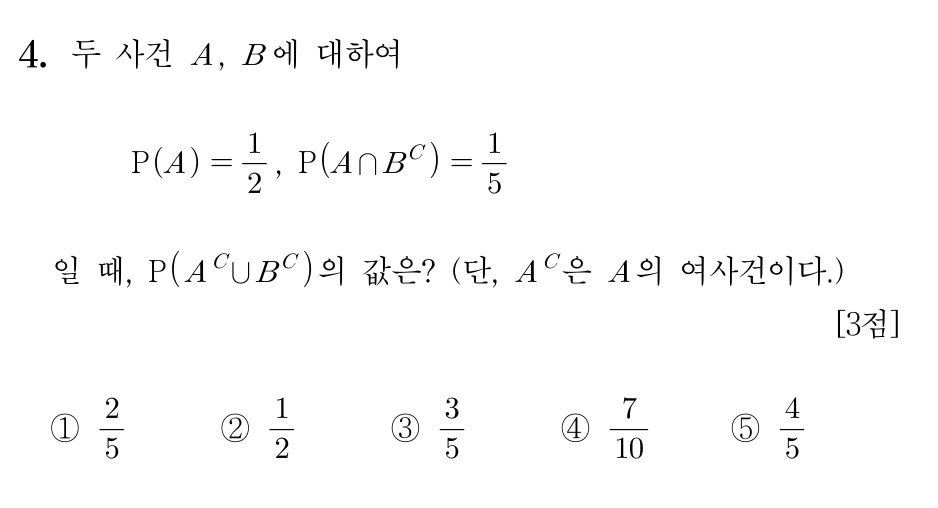 4. 두 사건 A, B에 대하여
P(A) = 1/2, P(A∩B^C) = 1/5
일 때, P(A^C∪B^C)의 값은? (단, A^C은 A의 여사건이다.)
[3점]
① 2/5 ② 1/2 ③ 3/5 ④ 7/10 ⑤ 4/5